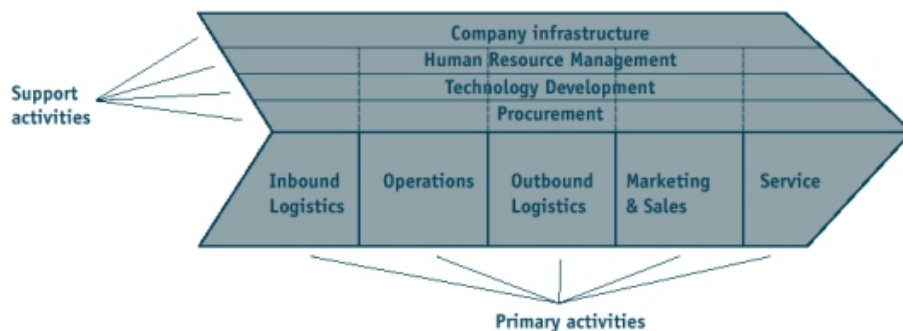 Company infrastructure
Human Resource Management
Technology Development
Procurement
Support
activities
Inbound
Logistics
Operations
Outbound
Logistics
Marketing
& Sales
Service
Primary activities